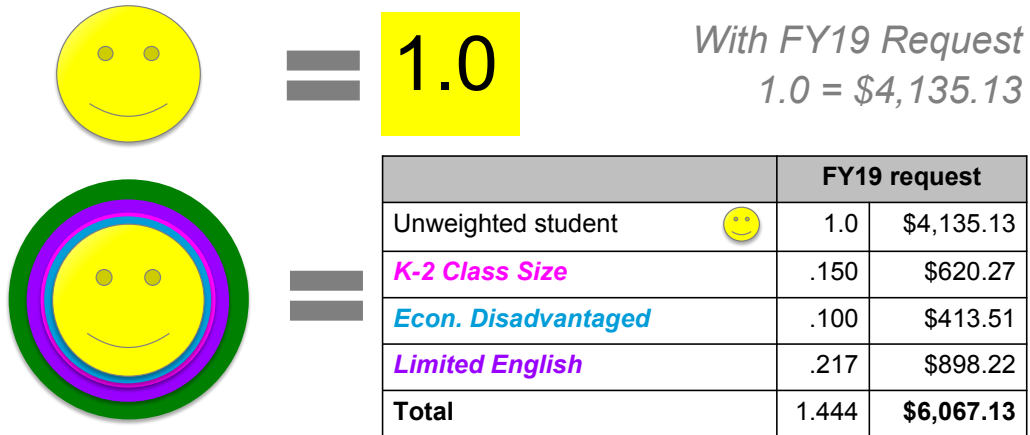 1.0
With FY19 Request
1.0 = $4,135.13
FY19 request
Unweighted student 1.0 $4,135.13
K-2 Class Size .150 $620.27
Econ. Disadvantaged .100 $413.51
Limited English .217 $898.22
Total 1.444 $6,067.13